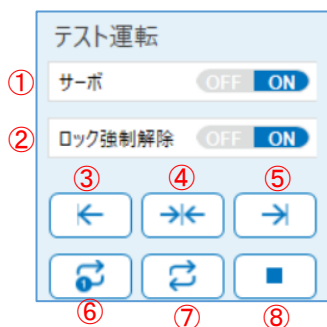 テスト運転
① サーボ OFF ON
② ロック強制解除 OFF ON
③ ④ ⑤
1
⑥ ⑦ ⑧